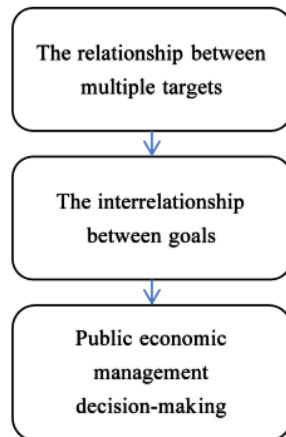 The relationship between
multiple targets
The interrelationship
between goals
Public economic
management
decision-making